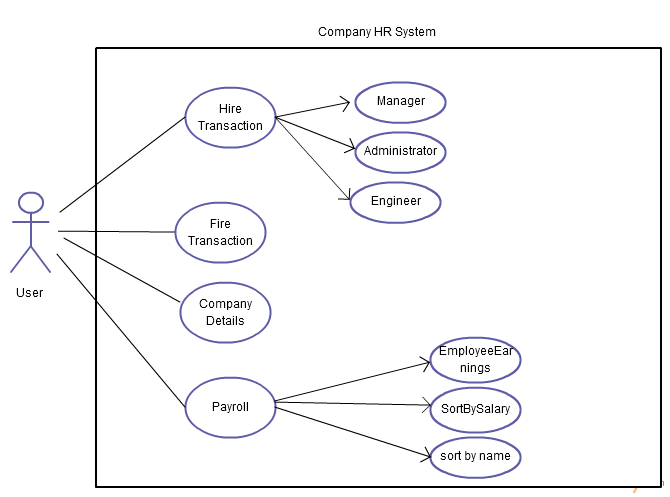 Company HR System
Hire
Transaction
Manager
Administrator
Engineer
Fire
Transaction
User
Company
Details
EmployeeEar
nings
Payroll
SortBySalary
sort by name